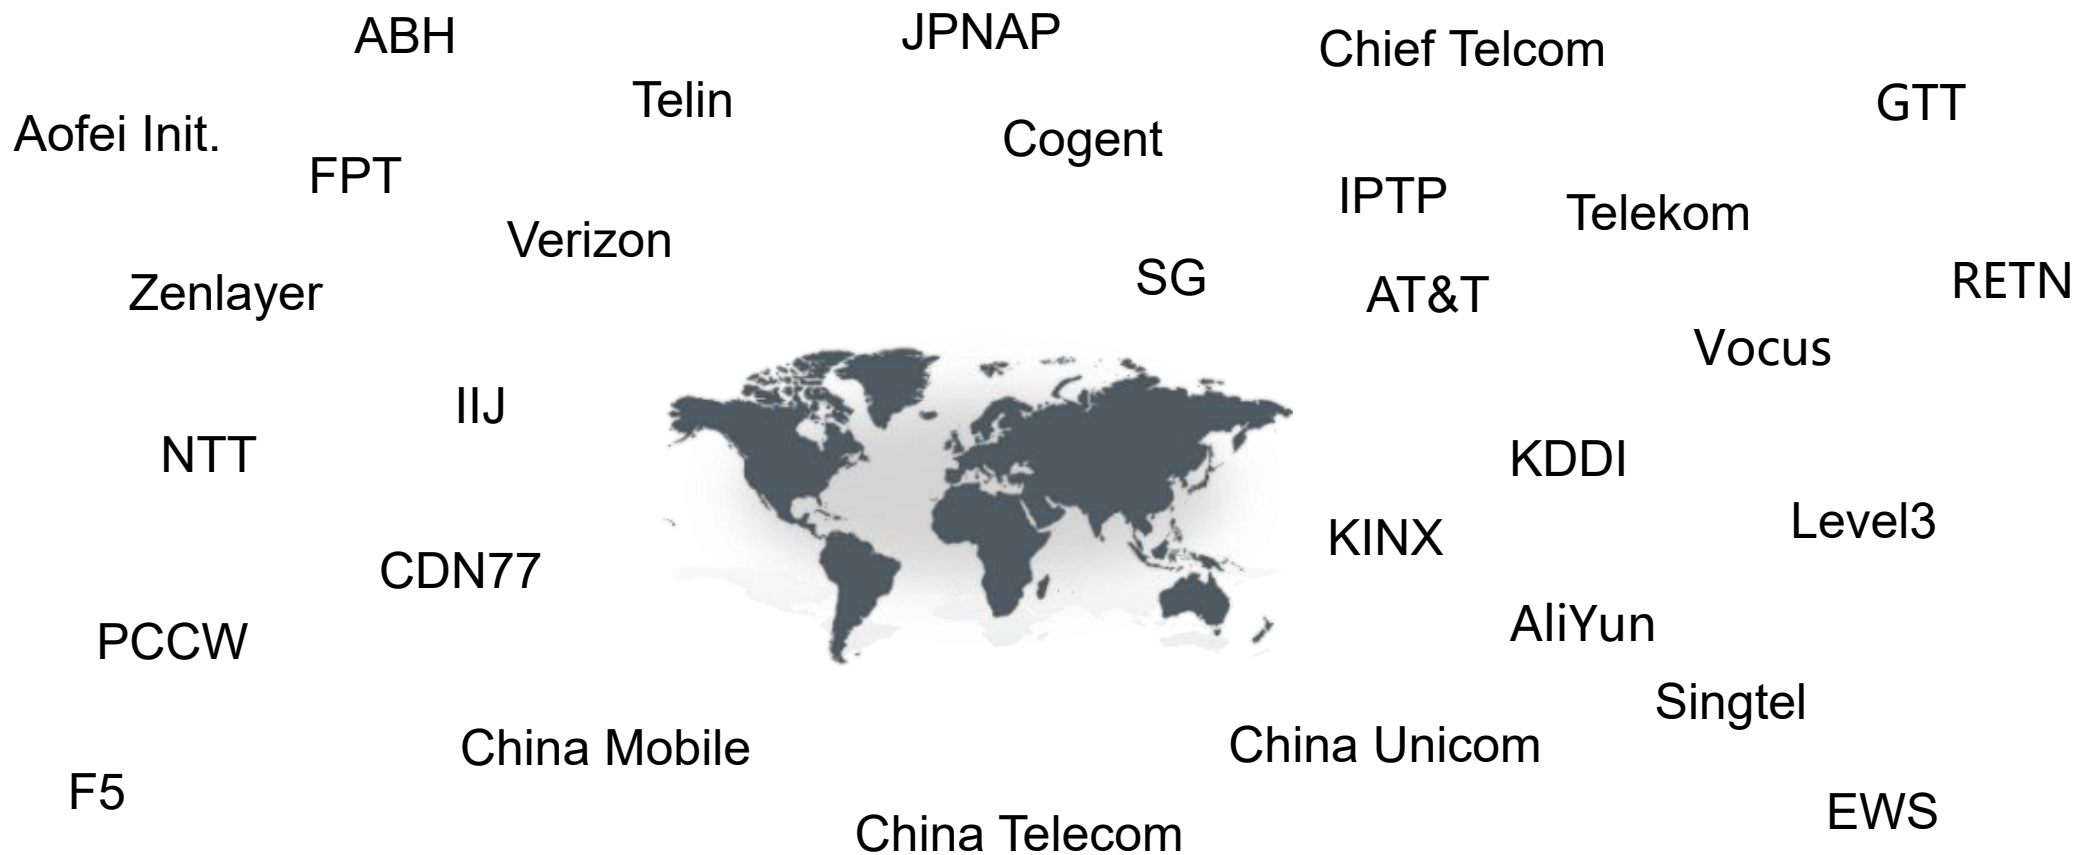 ABH
JPNAP
Chief Telcom
Telin
GTT
Aofei Init.
Cogent
FPT
IPTP
Telekom
Verizon
SG
AT&T
RETN
Zenlayer
Vocus
IIJ
NTT
KDDI
Level3
KINX
CDN77
AliYun
PCCW
Singtel
China Mobile
China Unicom
F5
EWS
China Telecom